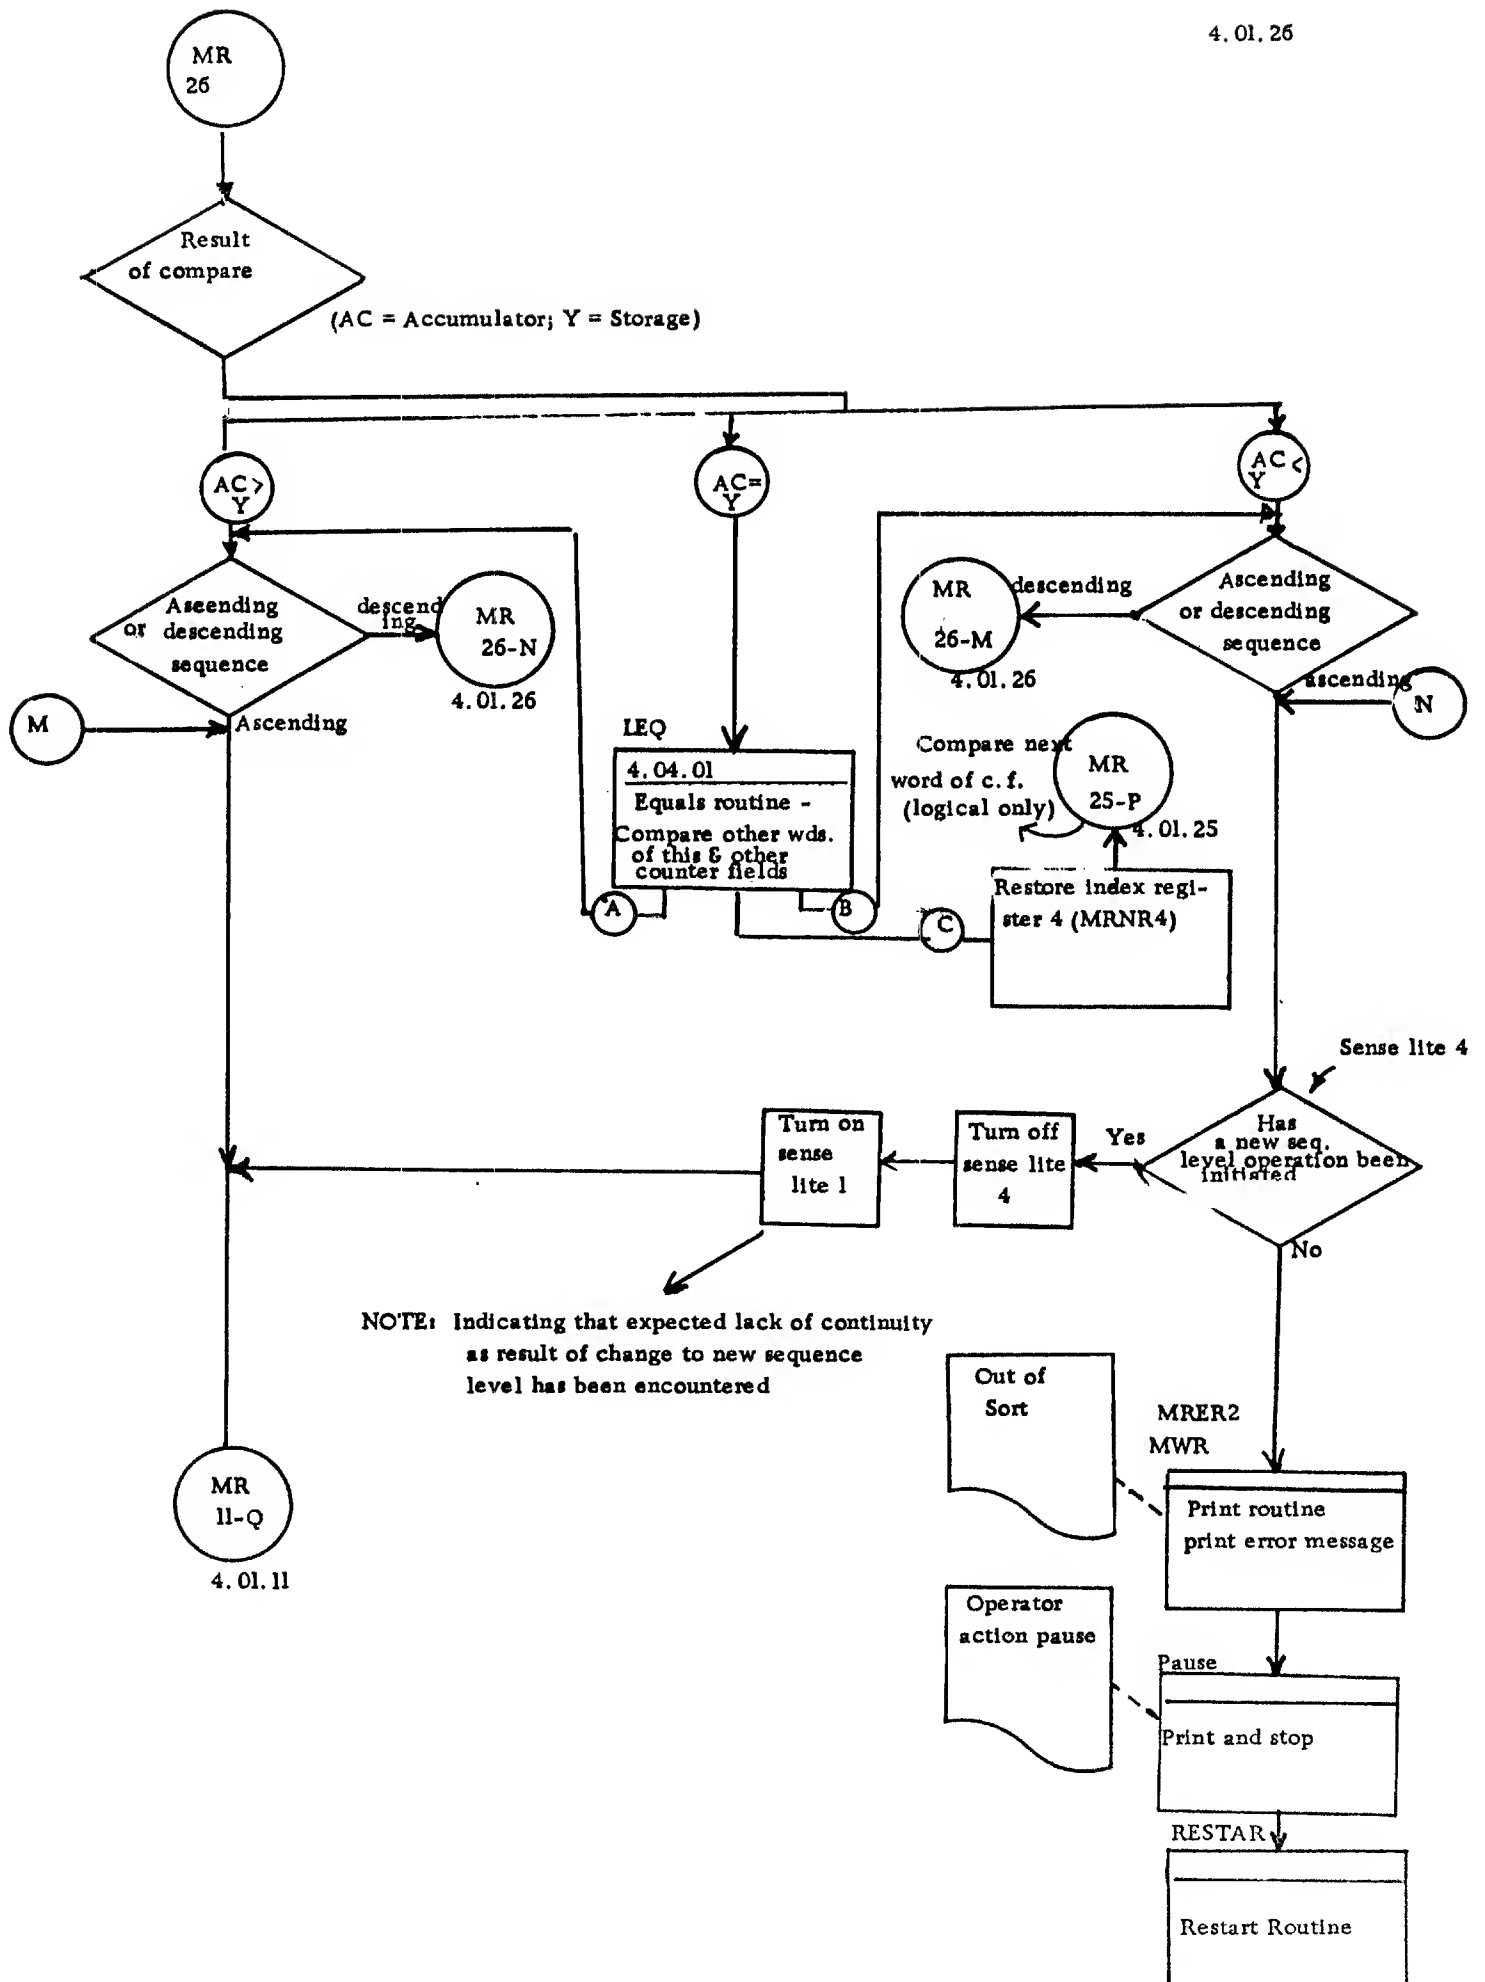 4.01.26
MR
26
Result
of compare
(AC = Accumulator; Y = Storage)
AC >
Y
AC =
Y
AC <
Y
Ascending
or descending
sequence
descend
ing
MR
26-N
4.01.26
M
Ascending
MR
26-M
4.01.26
descending
Ascending
or descending
sequence
ascending
N
LEQ
4.04.01
Equals routine -
Compare other wds.
of this & other
counter fields
A
B
C
Compare next
word of c.f.
(logical only)
MR
25-P
4.01.25
Restore index regi-
ster 4 (MRNR4)
Sense lite 4
Has
a new seq.
level operation been
initiated
Yes
No
Turn off
sense lite
4
Turn on
sense
lite 1
NOTE: Indicating that expected lack of continuity
as result of change to new sequence
level has been encountered
MR
11-Q
4.01.11
Out of
Sort
MRER2
MWR
Print routine
print error message
Operator
action pause
Pause
Print and stop
RESTAR
Restart Routine